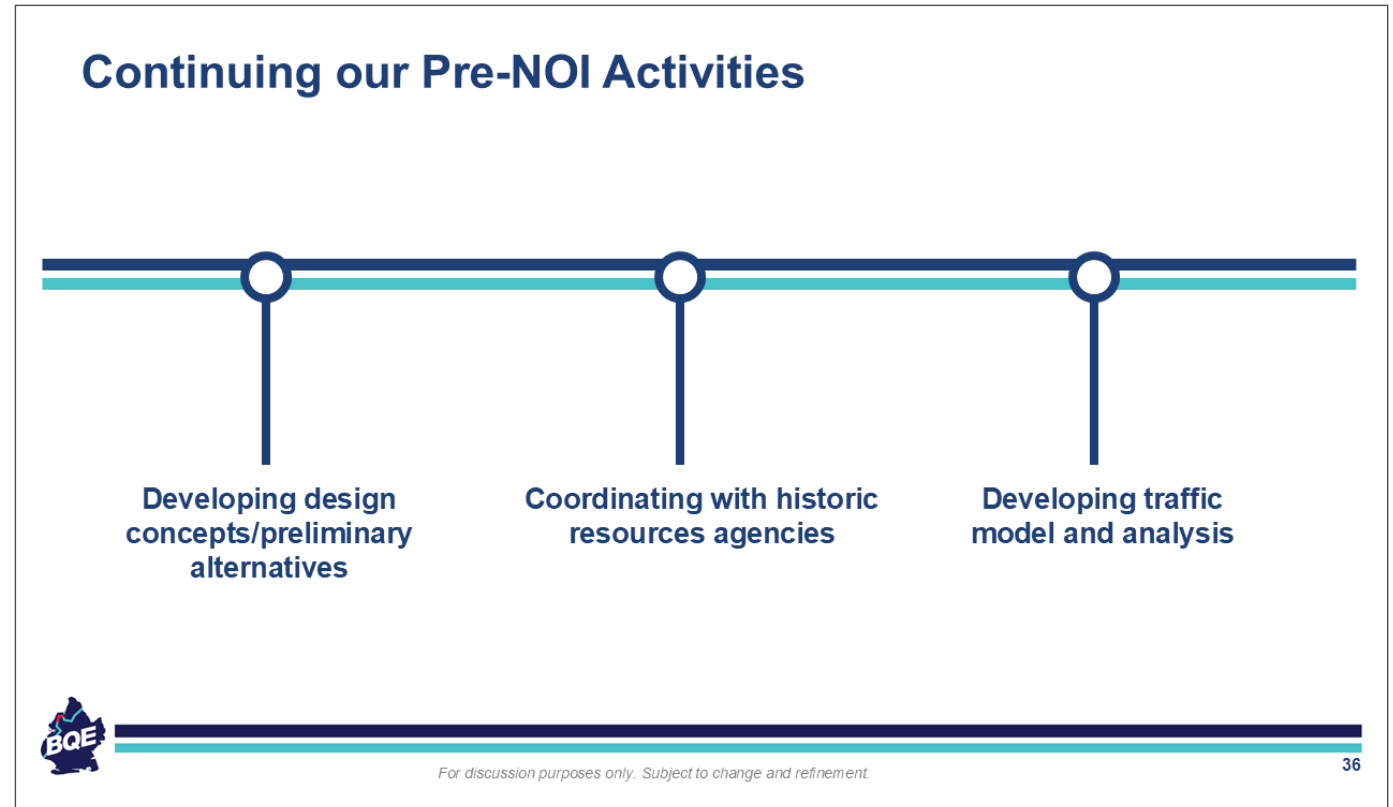 Continuing our Pre-NOI Activities
Developing design
concepts/preliminary
alternatives
Coordinating with historic
resources agencies
Developing traffic
model and analysis
BQE
For discussion purposes only. Subject to change and refinement.
36